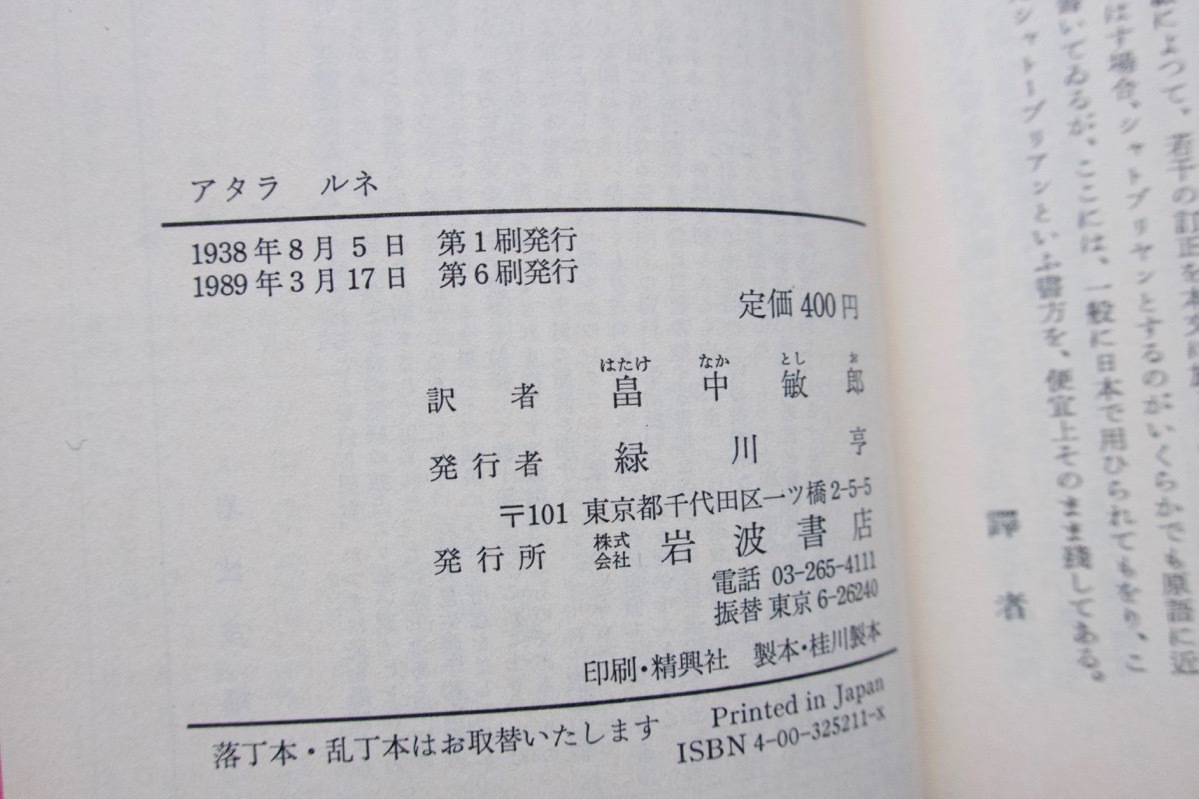 アタラ　ルネ
1938年8月5日　第1刷発行
1989年3月17日　第6刷発行
定価 400円
はたけ なか とし お
訳者 畠中敏郎
発行者 緑川亨
〒101 東京都千代田区一ツ橋2-5-5
発行所 株式会社 岩波書店
電話 03-265-4111
振替 東京 6-26240
印刷・精興社　製本・桂川製本
落丁本・乱丁本はお取替いたします
Printed in Japan
ISBN4-00-325211-x
によつて、若干の訂正を本文に
はす場合、シャトブリヤンとするのがいくらかでも原語に近
書いてゐるが、ここには、一般に日本で用ひられてもをり、こ
シャトーブリアンといふ書方を、便宜上そのまま残してある。
譯者